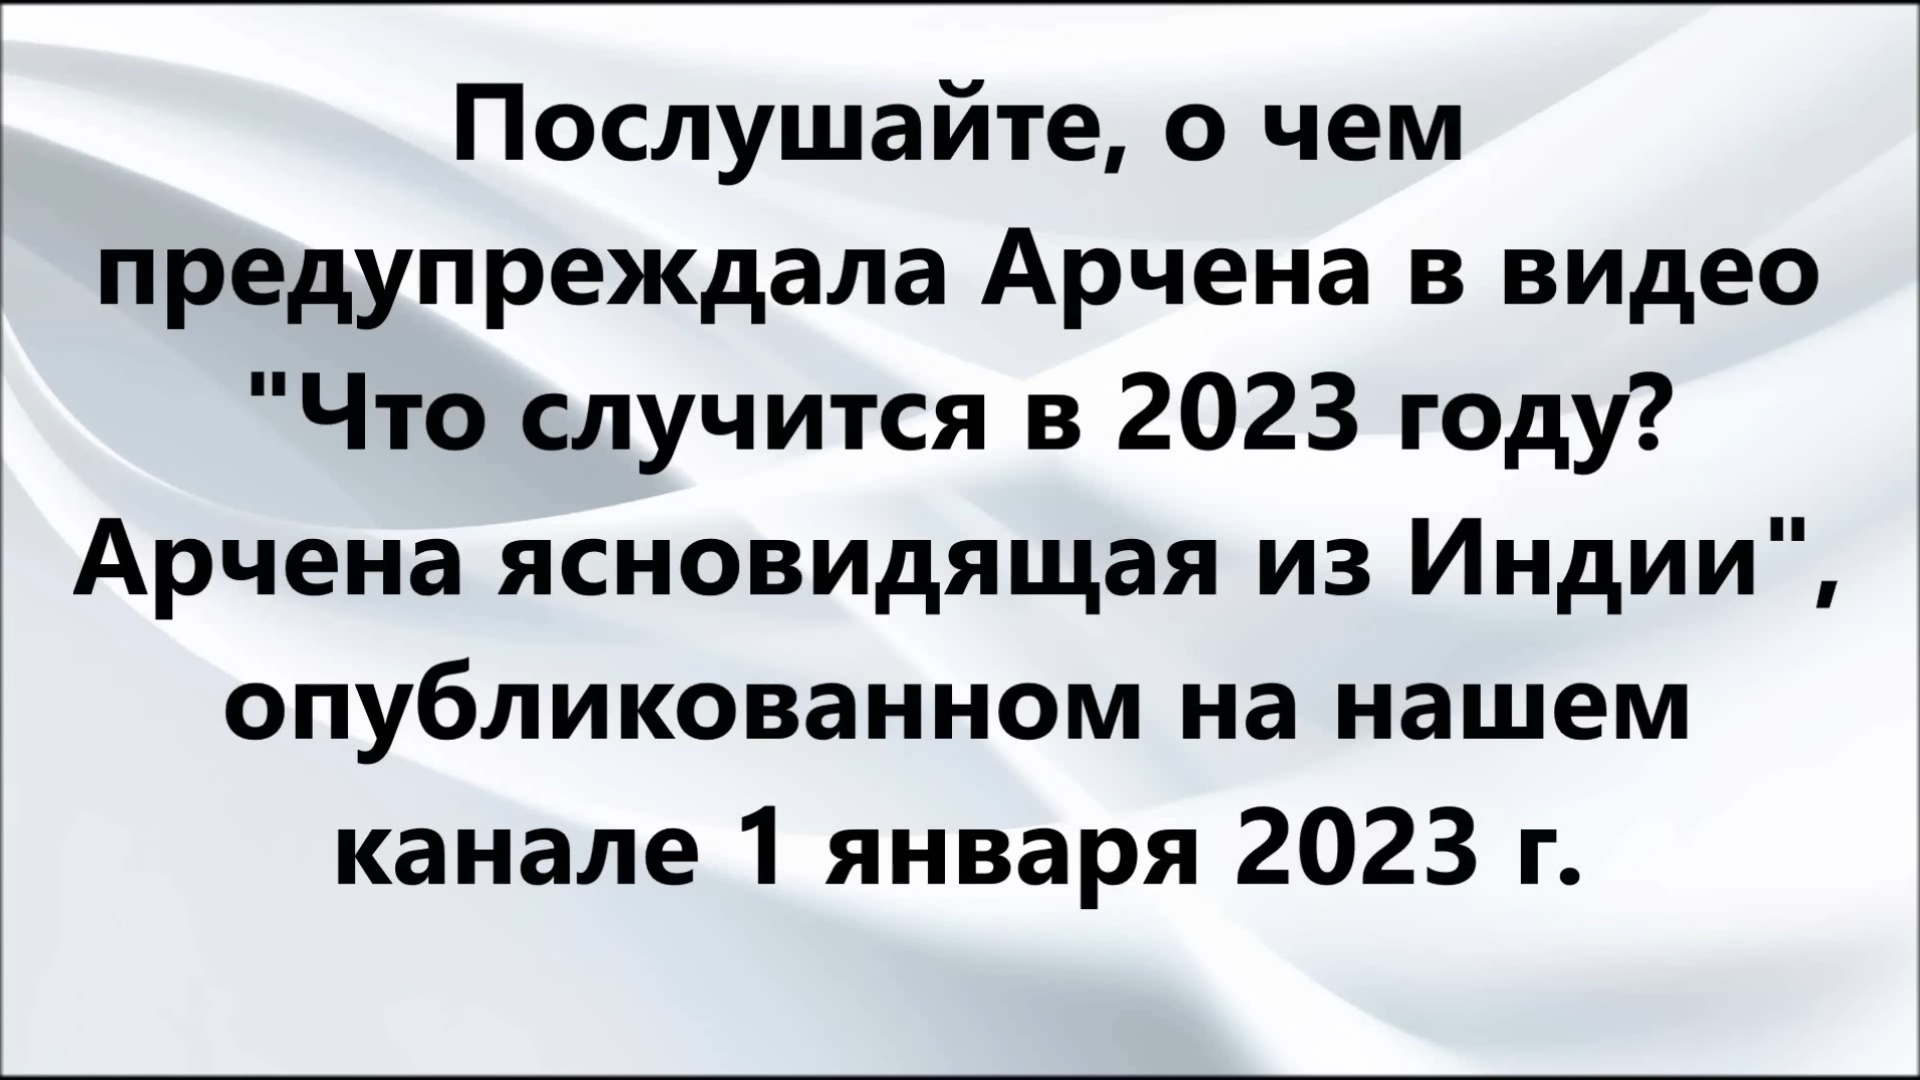 Послушайте, о чем
предупреждала Арчена в видео
"Что случится в 2023 году?
Арчена ясновидящая из Индии",
опубликованном на нашем
канале 1 января 2023 г.